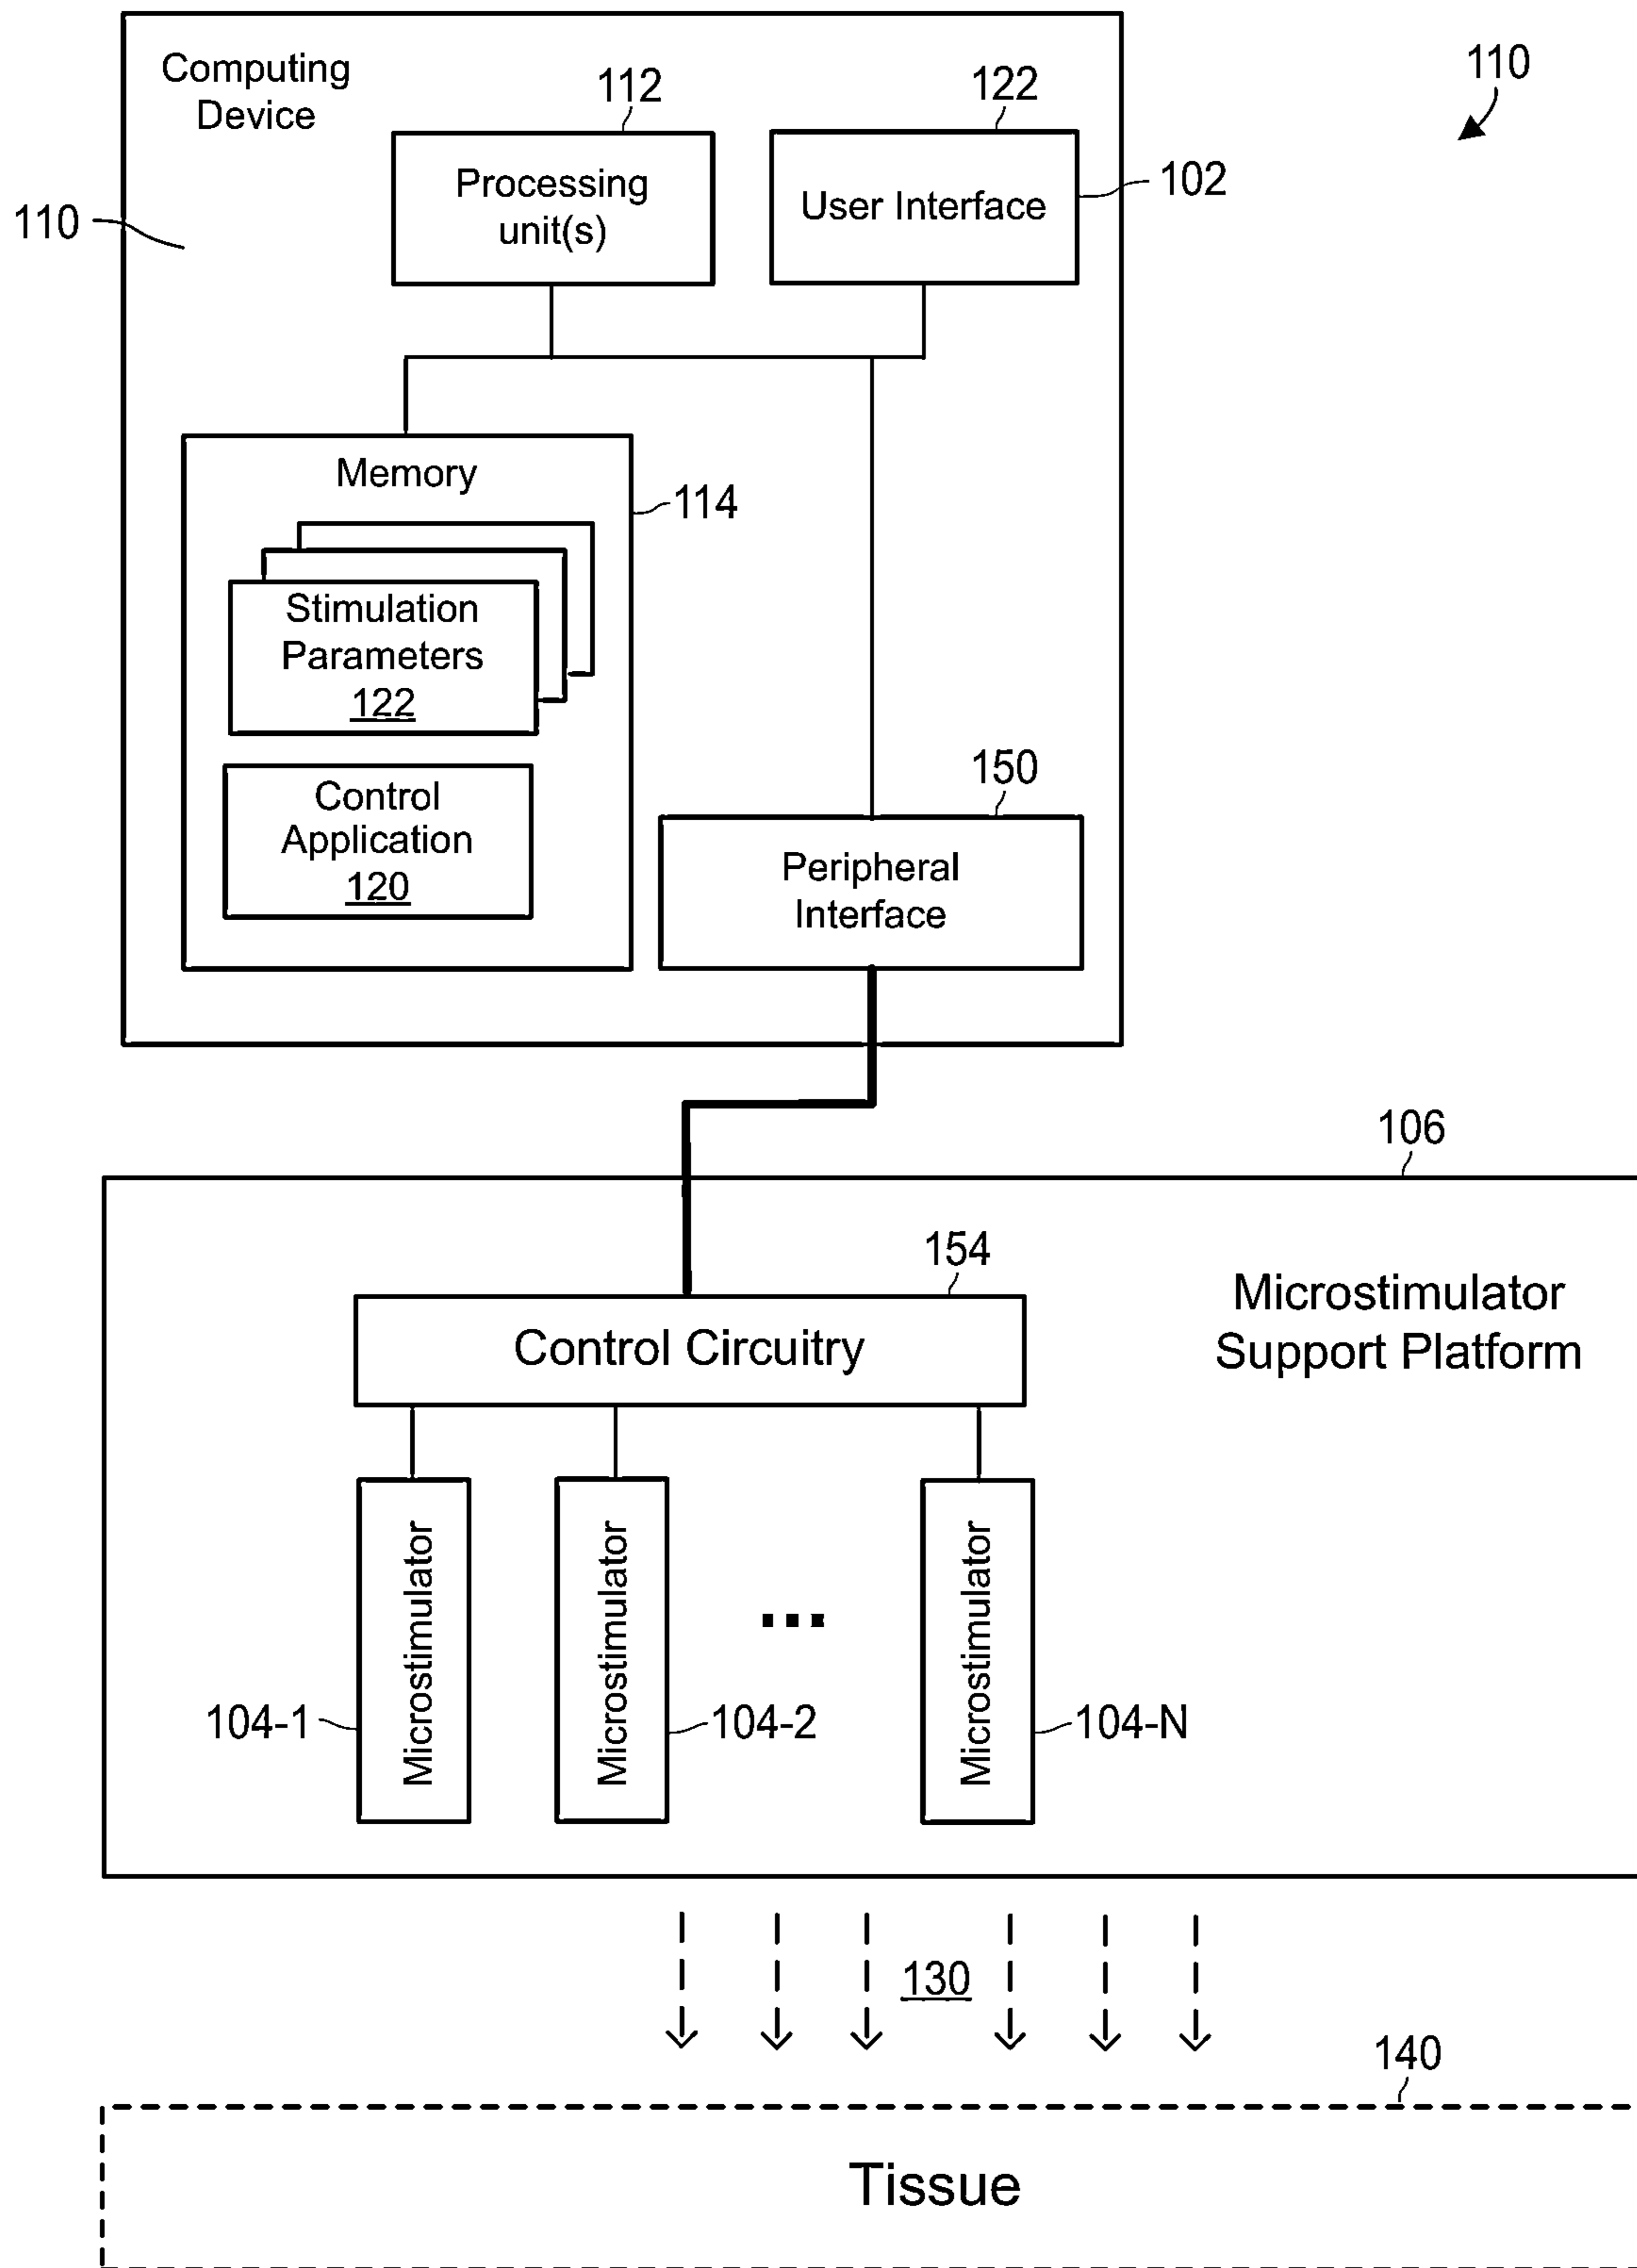 Computing
Device
112
122
110
Processing
unit(s)
User Interface
102
110
Memory
114
Stimulation
Parameters
122
Control
Application
120
150
Peripheral
Interface
106
154
Control Circuitry
Microstimulator
Support Platform
Microstimulator
Microstimulator
...
Microstimulator
104-1
104-2
104-N
130
140
Tissue